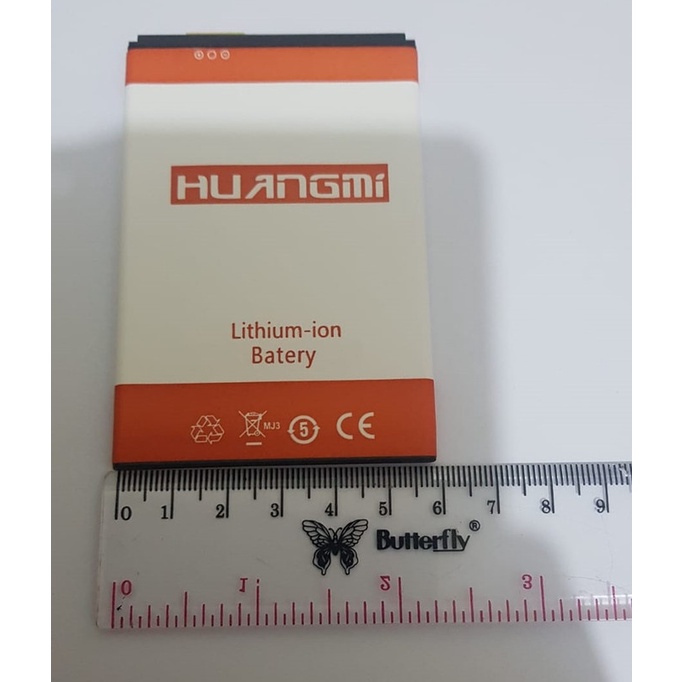 HUANGMI
Lithium-ion
Batery
MJ3 5 CE
0 1 2 3 4 5 6 7 8 9
Butterfly®
0 1 2 3